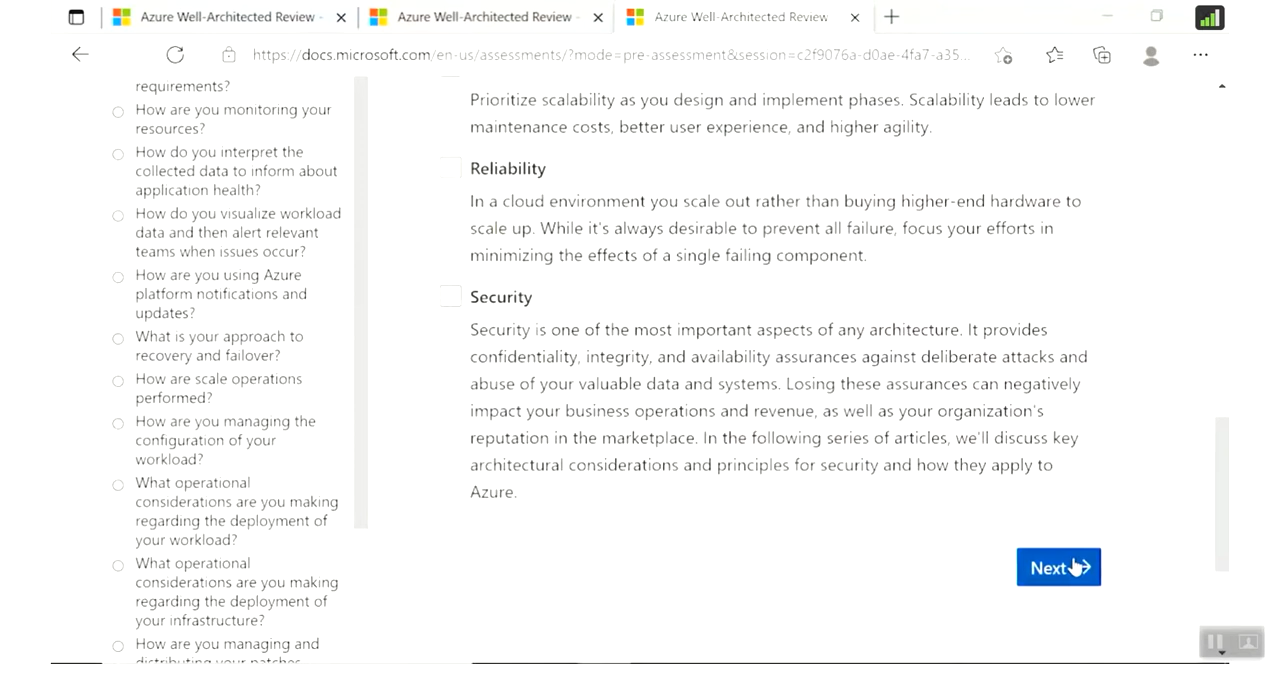 Azure Well-Architected Review -
Azure Well-Architected Review -
Azure Well-Architected Review
https://docs.microsoft.com/en-us/assessments/?mode=pre-assessment&session=c2f9076a-d0ae-4fa7-a35...
requirements?
How are you monitoring your
resources?
How do you interpret the
collected data to inform about
application health?
How do you visualize workload
data and then alert relevant
teams when issues occur?
How are you using Azure
platform notifications and
updates?
What is your approach to
recovery and failover?
How are scale operations
performed?
How are you managing the
configuration of your
workload?
What operational
considerations are you making
regarding the deployment of
your workload?
What operational
considerations are you making
regarding the deployment of
your infrastructure?
How are you managing and
distributing your patches
Prioritize scalability as you design and implement phases. Scalability leads to lower
maintenance costs, better user experience, and higher agility.
Reliability
In a cloud environment you scale out rather than buying higher-end hardware to
scale up. While it's always desirable to prevent all failure, focus your efforts in
minimizing the effects of a single failing component.
Security
Security is one of the most important aspects of any architecture. It provides
confidentiality, integrity, and availability assurances against deliberate attacks and
abuse of your valuable data and systems. Losing these assurances can negatively
impact your business operations and revenue, as well as your organization's
reputation in the marketplace. In the following series of articles, we'll discuss key
architectural considerations and principles for security and how they apply to
Azure.
Next